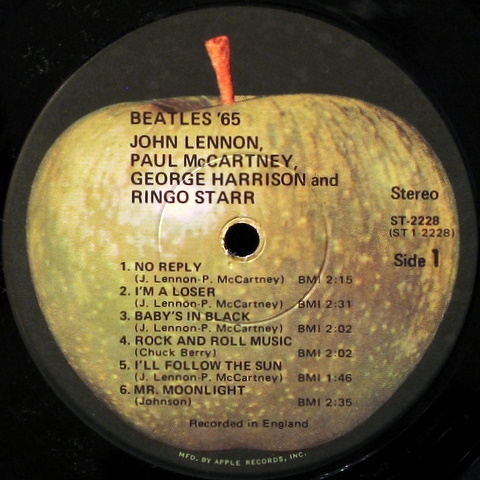 BEATLES '65
JOHN LENNON,
PAUL McCARTNEY,
GEORGE HARRISON and
RINGO STARR
Stereo
ST-2228
(ST 1-2228)
Side 1
1. NO REPLY
(J. Lennon-P. McCartney) BMI 2:15
2. I'M A LOSER
(J. Lennon-P. McCartney) BMI 2:31
3. BABY'S IN BLACK
(J. Lennon-P. McCartney) BMI 2:02
4. ROCK AND ROLL MUSIC
(Chuck Berry) BMI 2:02
5. I'LL FOLLOW THE SUN
(J. Lennon-P. McCartney) BMI 1:46
6. MR. MOONLIGHT
(Johnson) BMI 2:35
Recorded in England
MFD. BY APPLE RECORDS, INC.